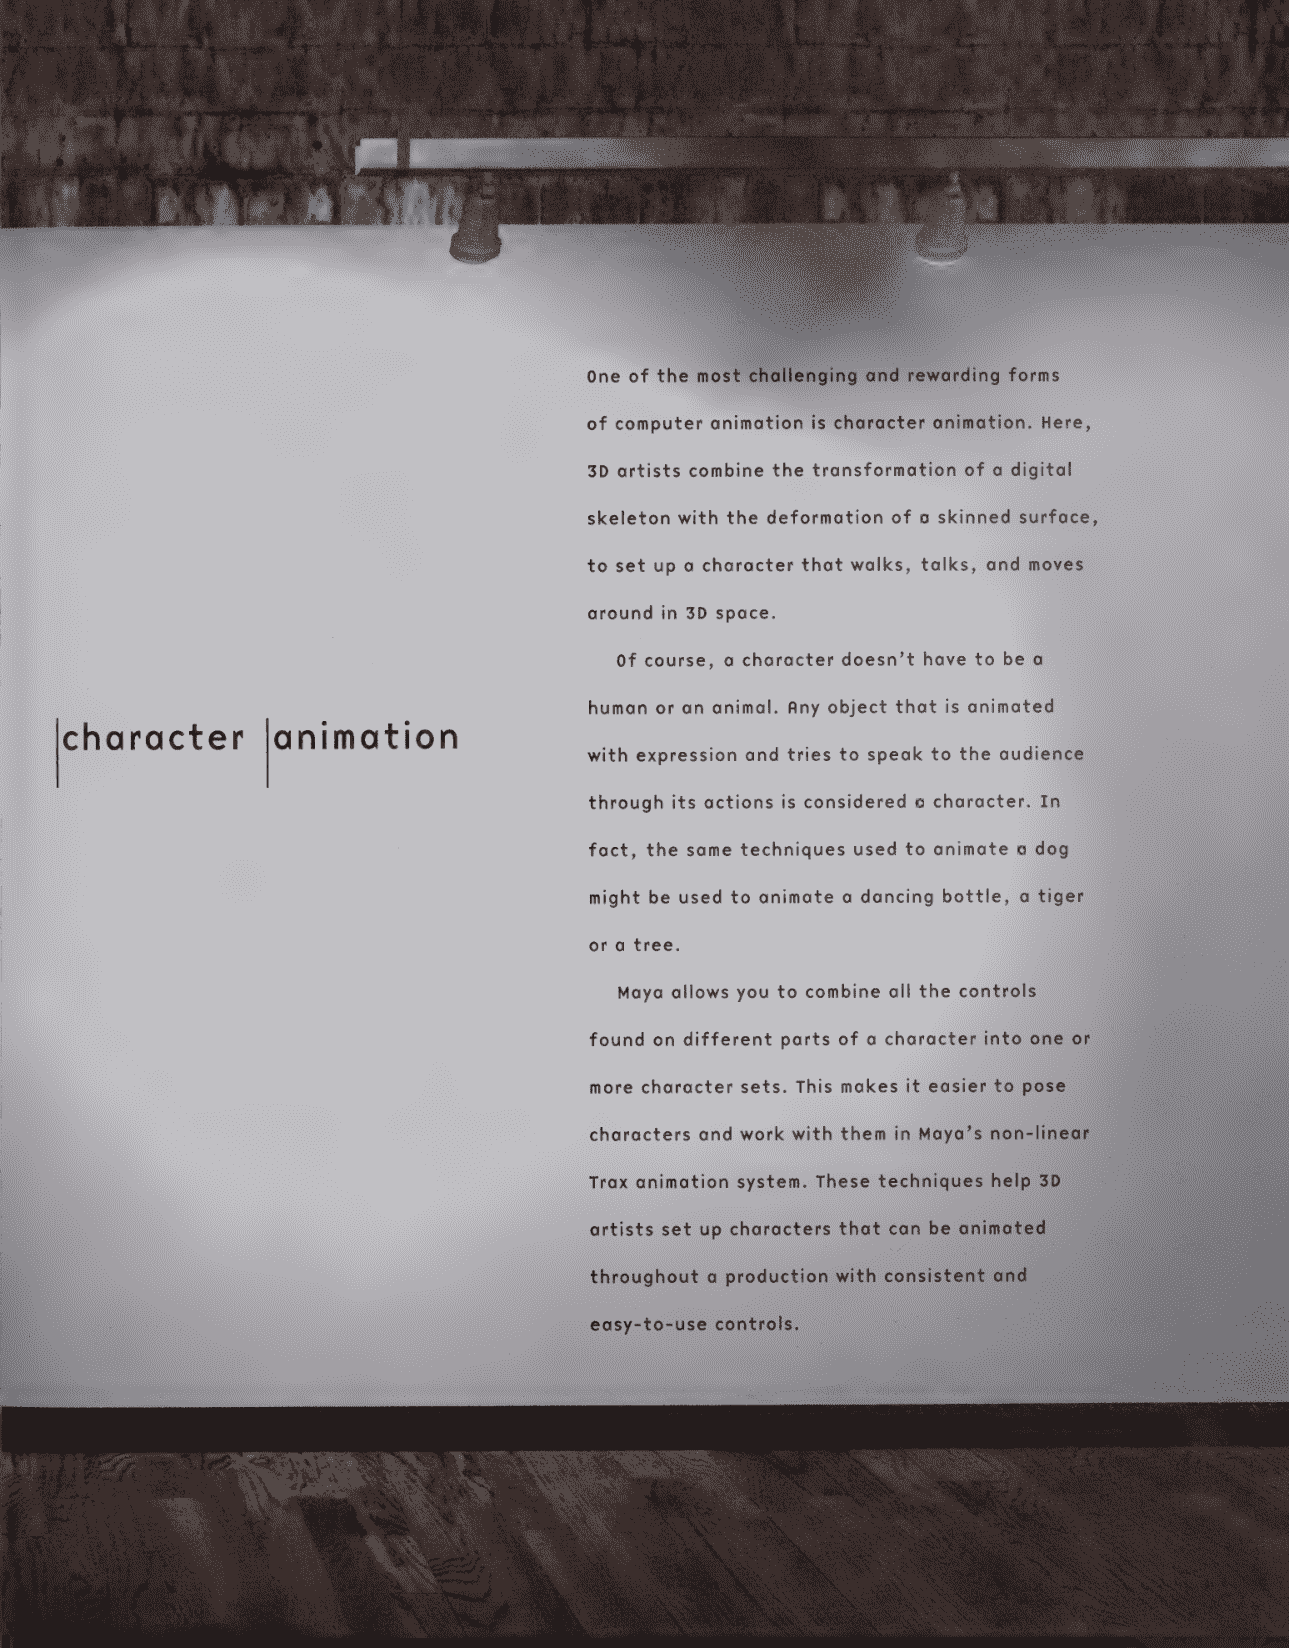 One of the most challenging and rewarding forms
of computer animation is character animation. Here,
3D artists combine the transformation of a digital
skeleton with the deformation of a skinned surface,
to set up a character that walks, talks, and moves
around in 3D space.
Of course, a character doesn't have to be a
human or an animal. Any object that is animated
with expression and tries to speak to the audience
through its actions is considered a character. In
fact, the same techniques used to animate a dog
might be used to animate a dancing bottle, a tiger
or a tree.
Maya allows you to combine all the controls
found on different parts of a character into one or
more character sets. This makes it easier to pose
characters and work with them in Maya's non-linear
Trax animation system. These techniques help 3D
artists set up characters that can be animated
throughout a production with consistent and
easy-to-use controls.
character animation